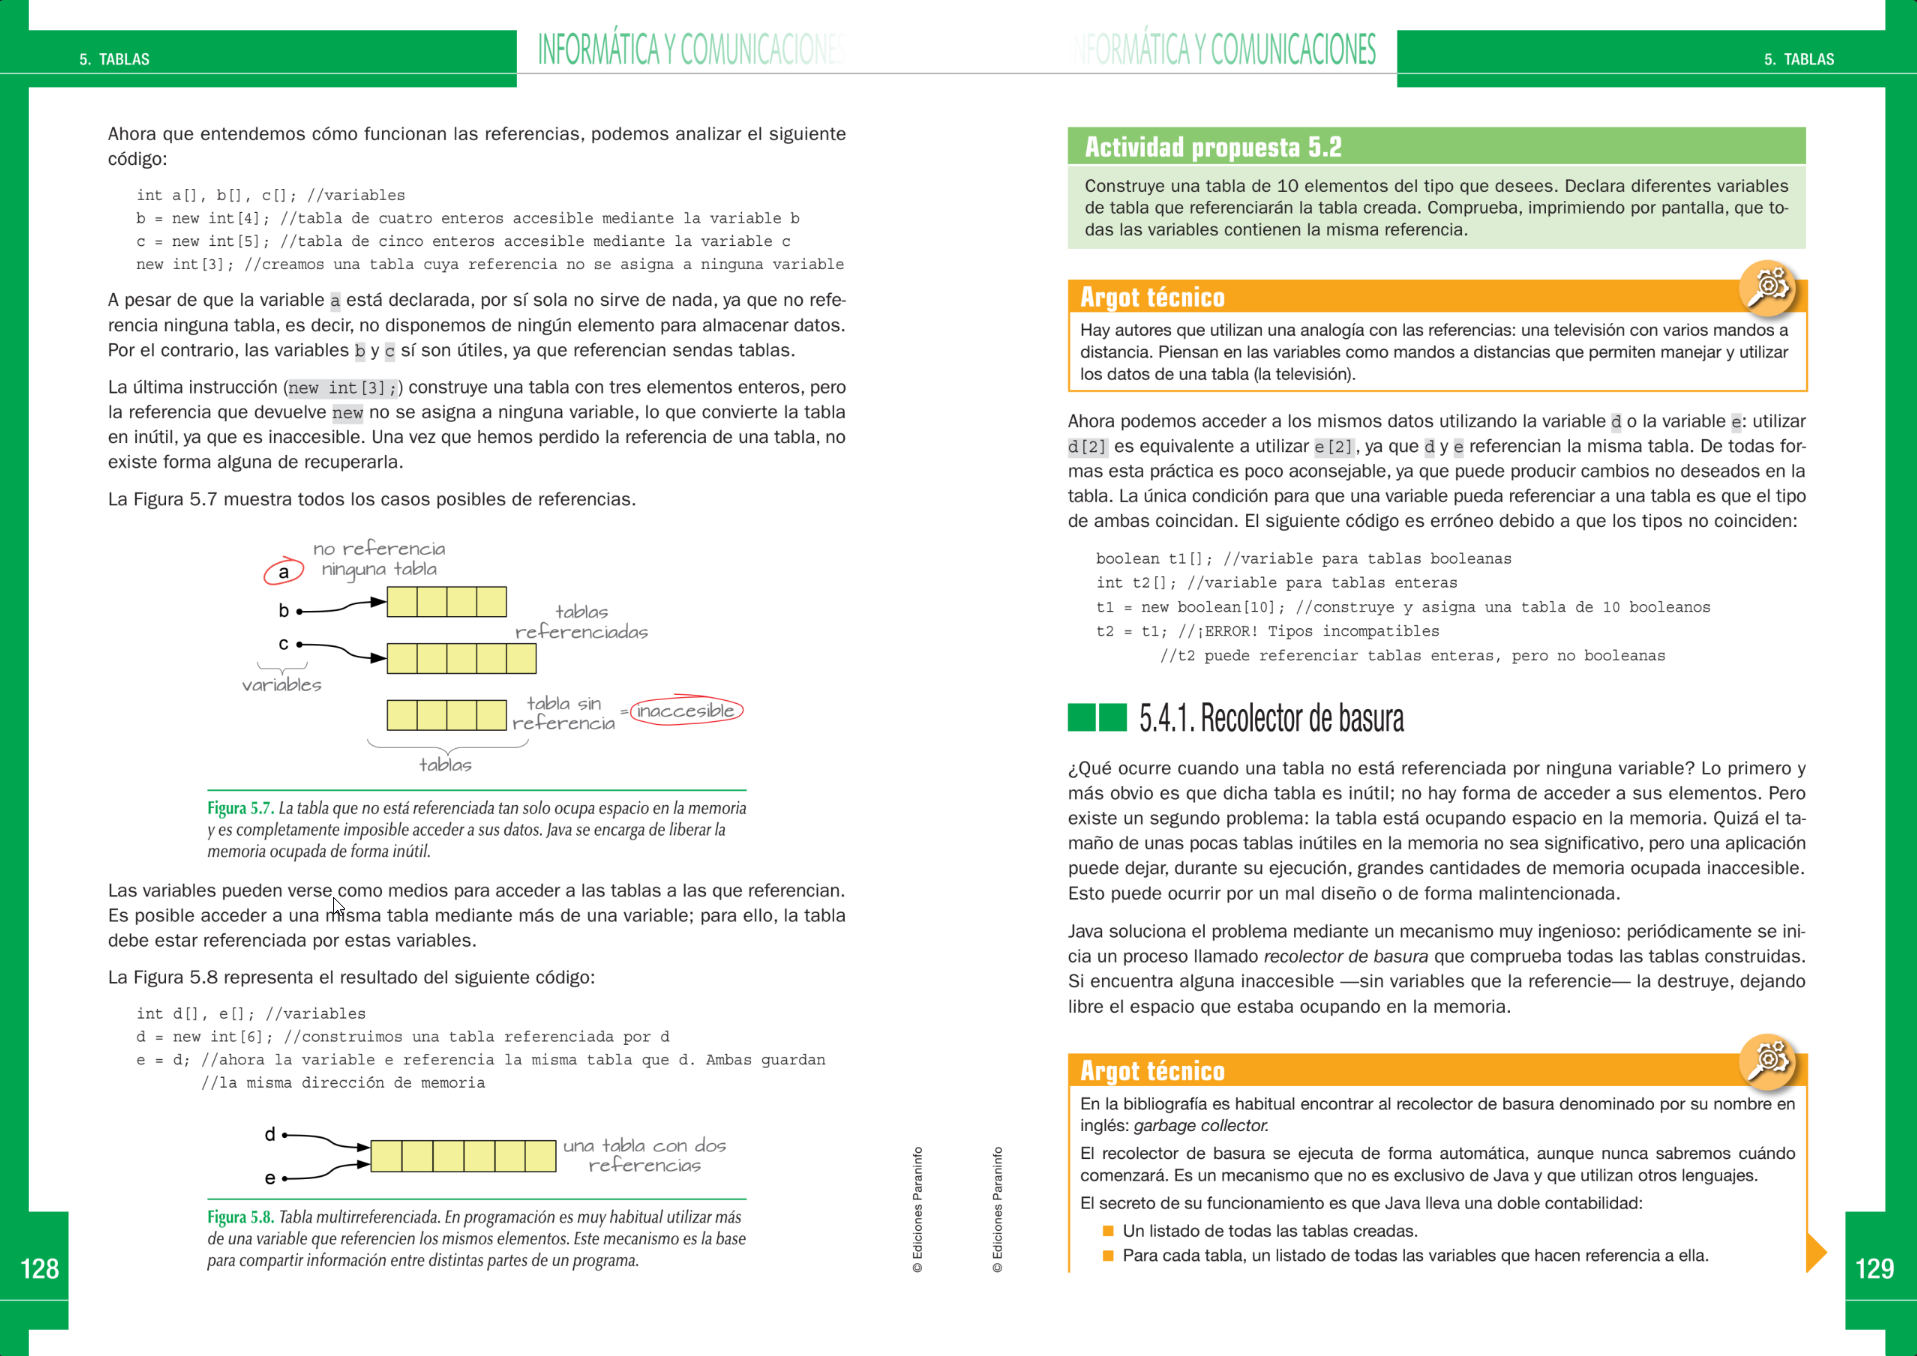 5. TABLAS
INFORMÁTICA Y COMUNICACIONES
Ahora que entendemos cómo funcionan las referencias, podemos analizar el siguiente
código:
int a[], b[], c[]; //variables
b = new int[4]; //tabla de cuatro enteros accesible mediante la variable b
c = new int[5]; //tabla de cinco enteros accesible mediante la variable c
new int[3]; //creamos una tabla cuya referencia no se asigna a ninguna variable
A pesar de que la variable a está declarada, por sí sola no sirve de nada, ya que no refe-
rencia ninguna tabla, es decir, no disponemos de ningún elemento para almacenar datos.
Por el contrario, las variables b y c sí son útiles, ya que referencian sendas tablas.
La última instrucción (new int[3];) construye una tabla con tres elementos enteros, pero
la referencia que devuelve new no se asigna a ninguna variable, lo que convierte la tabla
en inútil, ya que es inaccesible. Una vez que hemos perdido la referencia de una tabla, no
existe forma alguna de recuperarla.
La Figura 5.7 muestra todos los casos posibles de referencias.
no referencia
a ninguna tabla
b
tablas
referenciadas
c
variables
tabla sin
referencia = inaccesible
tablas
Figura 5.7. La tabla que no está referenciada tan solo ocupa espacio en la memoria
y es completamente imposible acceder a sus datos. Java se encarga de liberar la
memoria ocupada de forma inútil.
Las variables pueden verse como medios para acceder a las tablas a las que referencian.
Es posible acceder a una misma tabla mediante más de una variable; para ello, la tabla
debe estar referenciada por estas variables.
La Figura 5.8 representa el resultado del siguiente código:
int d[], e[]; //variables
d = new int[6]; //construimos una tabla referenciada por d
e = d; //ahora la variable e referencia la misma tabla que d. Ambas guardan
//la misma dirección de memoria
d
una tabla con dos
referencias
e
Figura 5.8. Tabla multirreferenciada. En programación es muy habitual utilizar más
de una variable que referencien los mismos elementos. Este mecanismo es la base
para compartir información entre distintas partes de un programa.
128
© Ediciones Paraninfo
INFORMÁTICA Y COMUNICACIONES
5. TABLAS
Actividad propuesta 5.2
Construye una tabla de 10 elementos del tipo que desees. Declara diferentes variables
de tabla que referenciarán la tabla creada. Comprueba, imprimiendo por pantalla, que to-
das las variables contienen la misma referencia.
Argot técnico
Hay autores que utilizan una analogía con las referencias: una televisión con varios mandos a
distancia. Piensan en las variables como mandos a distancias que permiten manejar y utilizar
los datos de una tabla (la televisión).
Ahora podemos acceder a los mismos datos utilizando la variable d o la variable e: utilizar
d[2] es equivalente a utilizar e[2], ya que d y e referencian la misma tabla. De todas for-
mas esta práctica es poco aconsejable, ya que puede producir cambios no deseados en la
tabla. La única condición para que una variable pueda referenciar a una tabla es que el tipo
de ambas coincidan. El siguiente código es erróneo debido a que los tipos no coinciden:
boolean t1[]; //variable para tablas booleanas
int t2[]; //variable para tablas enteras
t1 = new boolean[10]; //construye y asigna una tabla de 10 booleanos
t2 = t1; //¡ERROR! Tipos incompatibles
//t2 puede referenciar tablas enteras, pero no booleanas
5.4.1. Recolector de basura
¿Qué ocurre cuando una tabla no está referenciada por ninguna variable? Lo primero y
más obvio es que dicha tabla es inútil; no hay forma de acceder a sus elementos. Pero
existe un segundo problema: la tabla está ocupando espacio en la memoria. Quizá el ta-
maño de unas pocas tablas inútiles en la memoria no sea significativo, pero una aplicación
puede dejar, durante su ejecución, grandes cantidades de memoria ocupada inaccesible.
Esto puede ocurrir por un mal diseño o de forma malintencionada.
Java soluciona el problema mediante un mecanismo muy ingenioso: periódicamente se ini-
cia un proceso llamado recolector de basura que comprueba todas las tablas construidas.
Si encuentra alguna inaccesible —sin variables que la referencie— la destruye, dejando
libre el espacio que estaba ocupando en la memoria.
Argot técnico
En la bibliografía es habitual encontrar al recolector de basura denominado por su nombre en
inglés: garbage collector.
El recolector de basura se ejecuta de forma automática, aunque nunca sabremos cuándo
comenzará. Es un mecanismo que no es exclusivo de Java y que utilizan otros lenguajes.
El secreto de su funcionamiento es que Java lleva una doble contabilidad:
Un listado de todas las tablas creadas.
Para cada tabla, un listado de todas las variables que hacen referencia a ella.
© Ediciones Paraninfo
129